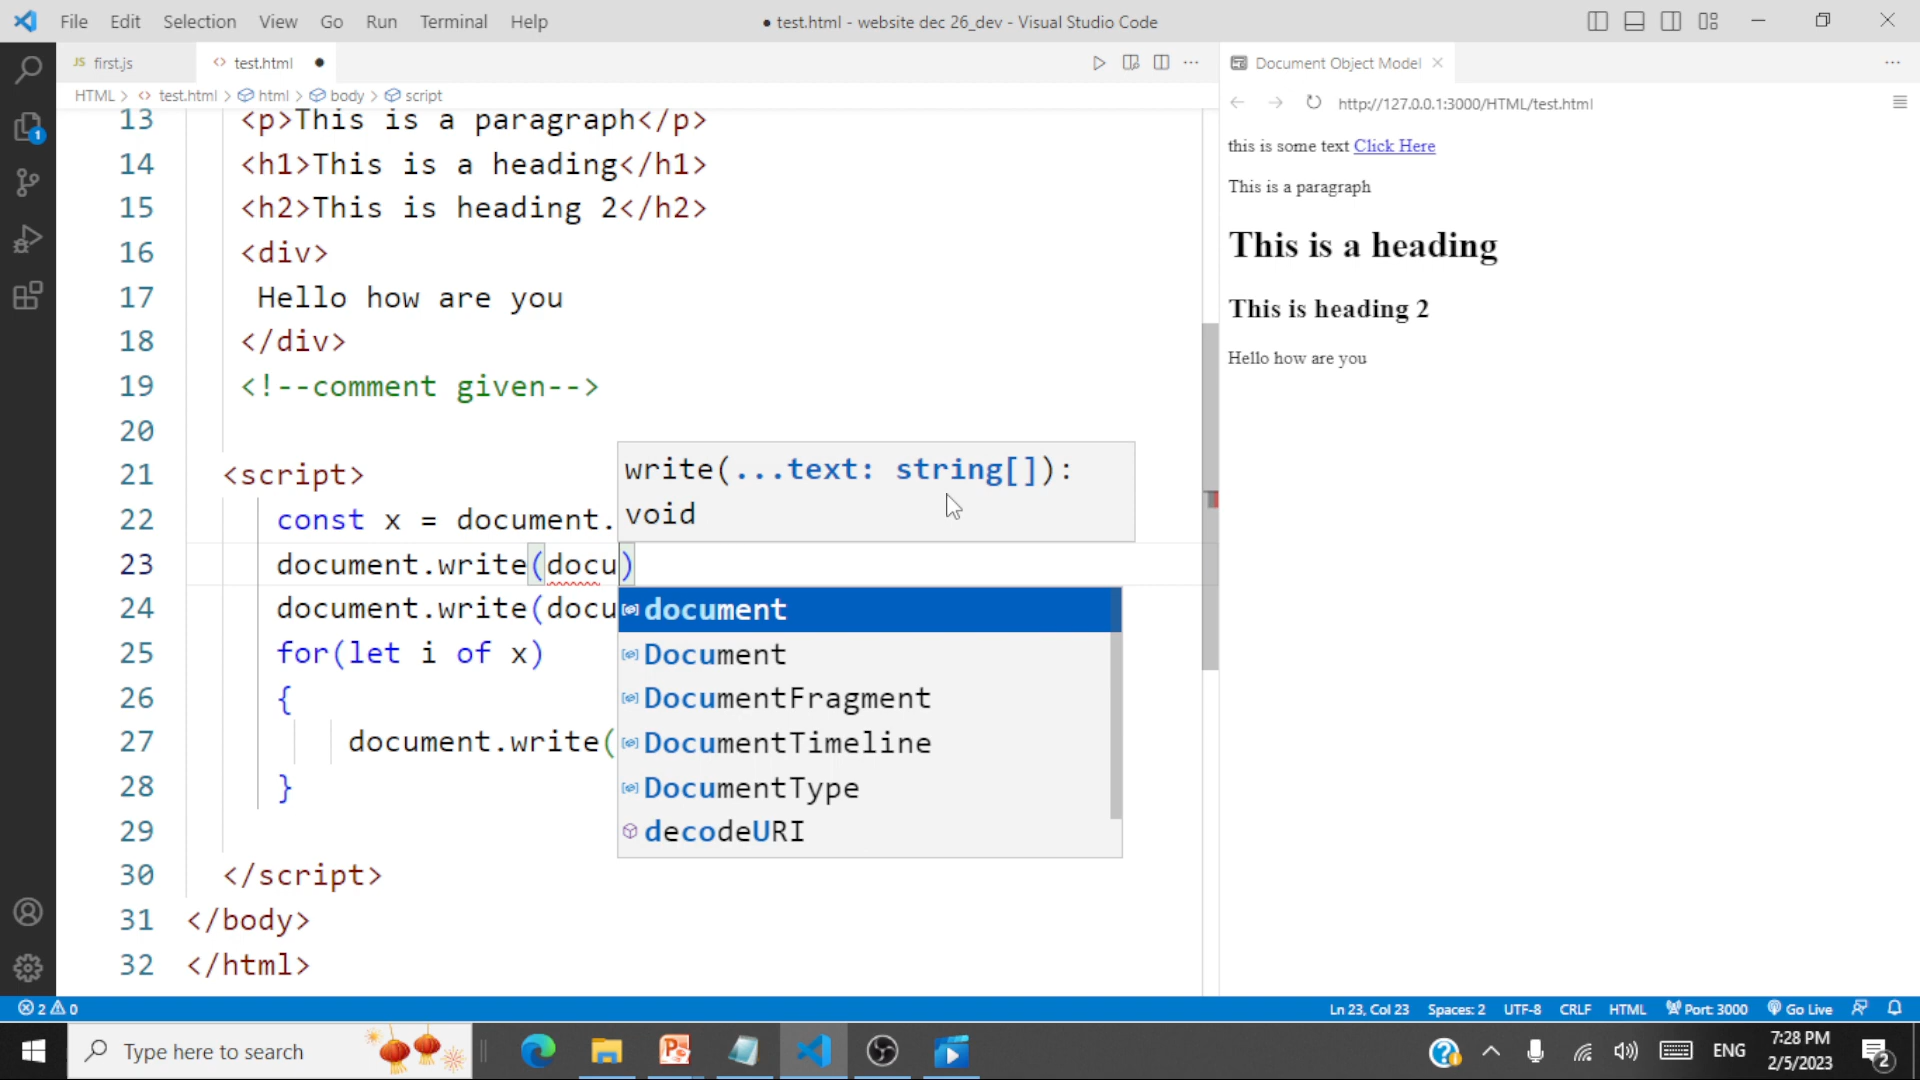 File Edit Selection View Go Run Terminal Help
● test.html - website dec 26_dev - Visual Studio Code
JS first.js
<> test.html ●
Document Object Model
HTML > <> test.html > html > body > script
http://127.0.0.1:3000/HTML/test.html
13 <p>This is a paragraph</p>
14 <h1>This is a heading</h1>
15 <h2>This is heading 2</h2>
16 <div>
17 Hello how are you
18 </div>
19 <!--comment given-->
20
21 <script>
22 const x = document.
23 document.write(docu)
24 document.write(docu
25 for(let i of x)
26 {
27 document.write(
28 }
29
30 </script>
31 </body>
32 </html>
write(...text: string[]):
void
document
Document
DocumentFragment
DocumentTimeline
DocumentType
decodeURI
this is some text Click Here
This is a paragraph
This is a heading
This is heading 2
Hello how are you
1
2 0
Ln 23, Col 23 Spaces: 2 UTF-8 CRLF HTML Port: 3000 Go Live
Type here to search
ENG
7:28 PM
2/5/2023
2